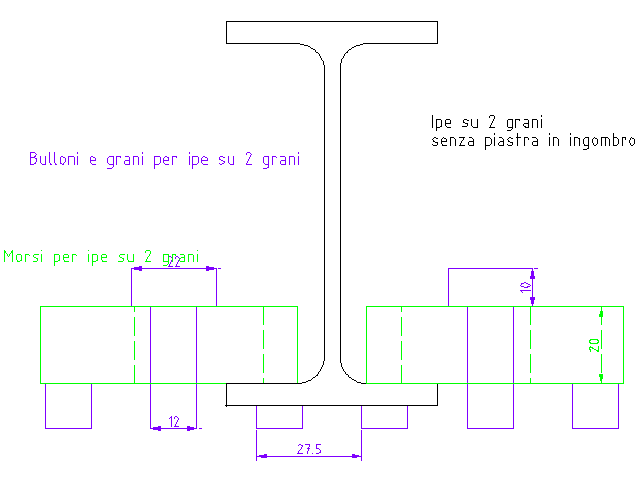 Ipe su 2 grani
senza piastra in ingombro
Bulloni e grani per ipe su 2 grani
Morsi per ipe su 2 grani
22
10
20
12
27.5